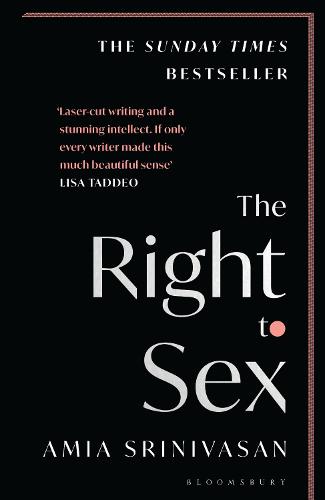 THE SUNDAY TIMES
BESTSELLER
‘Laser-cut writing and a
stunning intellect. If only
every writer made this
much beautiful sense’
LISA TADDEO
The
Right
to
Sex
AMIA SRINIVASAN
BLOOMSBURY